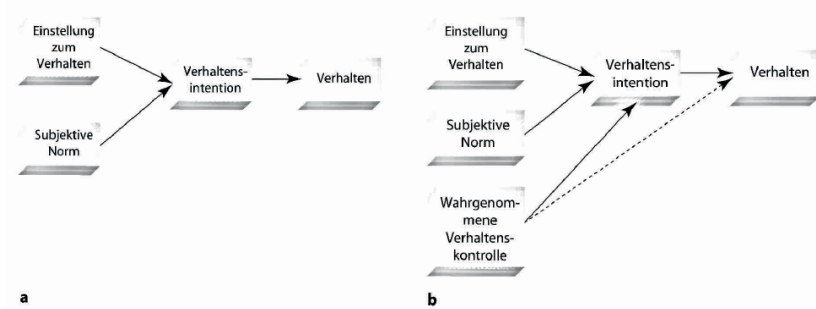 Einstellung
zum
Verhalten
Subjektive
Norm
Verhaltens-
intention
Verhalten
a
Einstellung
zum
Verhalten
Subjektive
Norm
Wahrgenom-
mene
Verhaltens-
kontrolle
Verhaltens-
intention
Verhalten
b